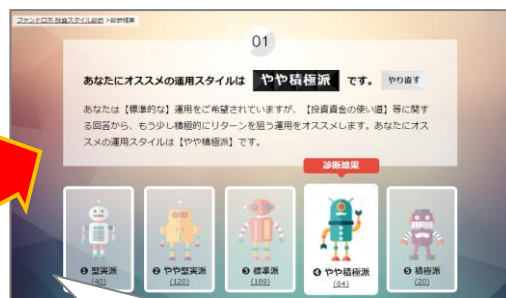 ファンドロボ 投資スタイル診断 >診断結果
01
あなたにオススメの運用スタイルは やや積極派 です。 やり直す
あなたは【標準的な】運用をご希望されていますが、【投資資金の使い道】等に関す
る回答から、もう少し積極的にリターンを狙う運用をオススメします。あなたにオス
スメの運用スタイルは【やや積極派】です。
診断結果
❶ 堅実派 ❷ やや堅実派 ❸ 標準派 ❹ やや積極派 ❺ 積極派
(40) (120) (189) (84) (20)